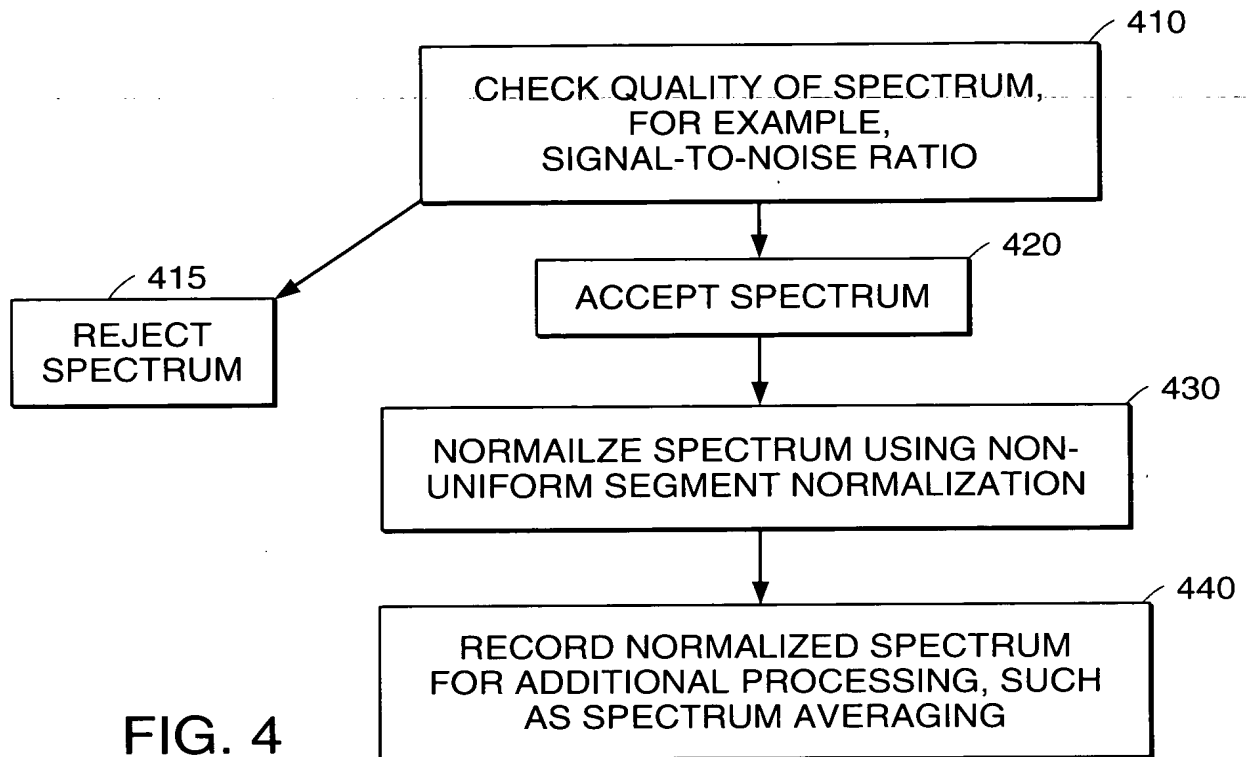 410
CHECK QUALITY OF SPECTRUM,
FOR EXAMPLE,
SIGNAL-TO-NOISE RATIO
415
REJECT
SPECTRUM
420
ACCEPT SPECTRUM
430
NORMAILZE SPECTRUM USING NON-
UNIFORM SEGMENT NORMALIZATION
440
RECORD NORMALIZED SPECTRUM
FOR ADDITIONAL PROCESSING, SUCH
AS SPECTRUM AVERAGING
FIG. 4